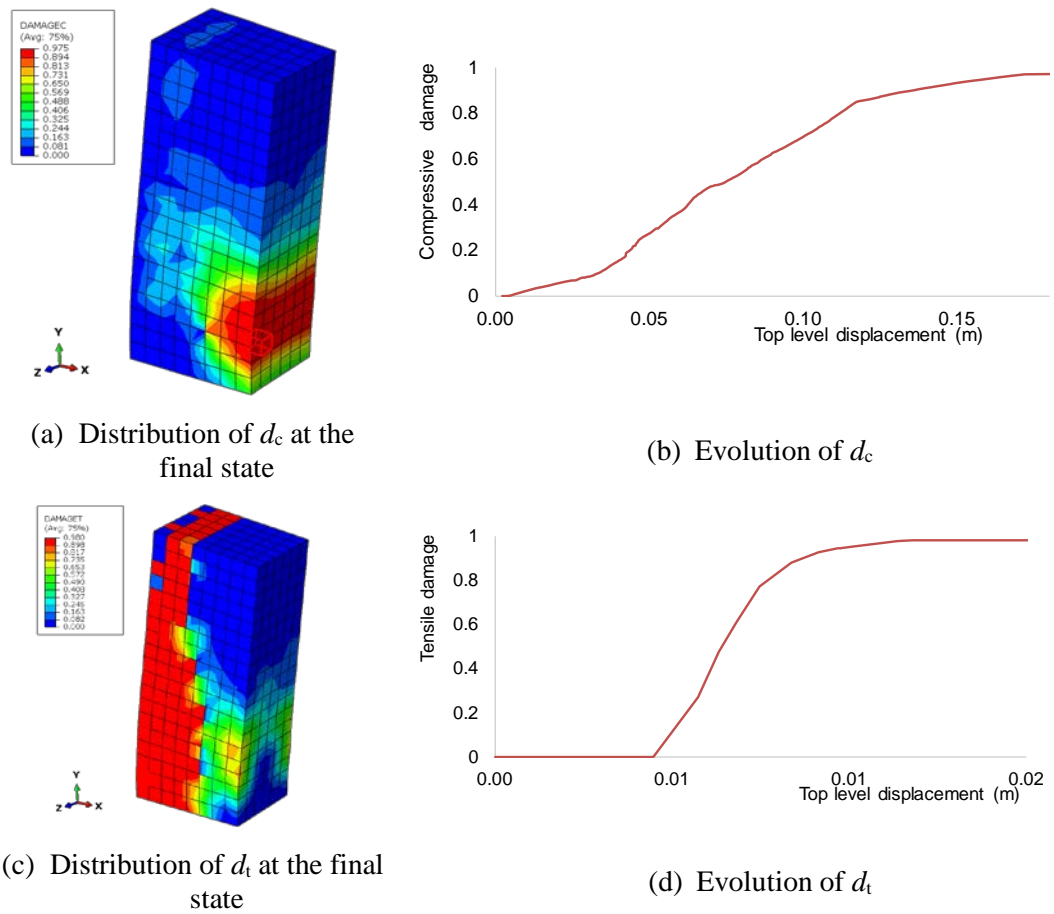 DAMAGEC
(Avg: 75%)
0.975
0.894
0.813
0.731
0.650
0.569
0.488
0.406
0.325
0.244
0.163
0.081
0.000
Y
Z
X
(a) Distribution of dc at the
final state
Compressive damage
1
0.8
0.6
0.4
0.2
0
0.00
0.05
0.10
0.15
Top level displacement (m)
(b) Evolution of dc
DAMAGET
(Avg: 75%)
0.980
0.898
0.817
0.735
0.653
0.572
0.490
0.408
0.327
0.245
0.163
0.082
0.000
Y
Z
X
(c) Distribution of dt at the final
state
Tensile damage
1
0.8
0.6
0.4
0.2
0
0.00
0.01
0.01
0.02
Top level displacement (m)
(d) Evolution of dt